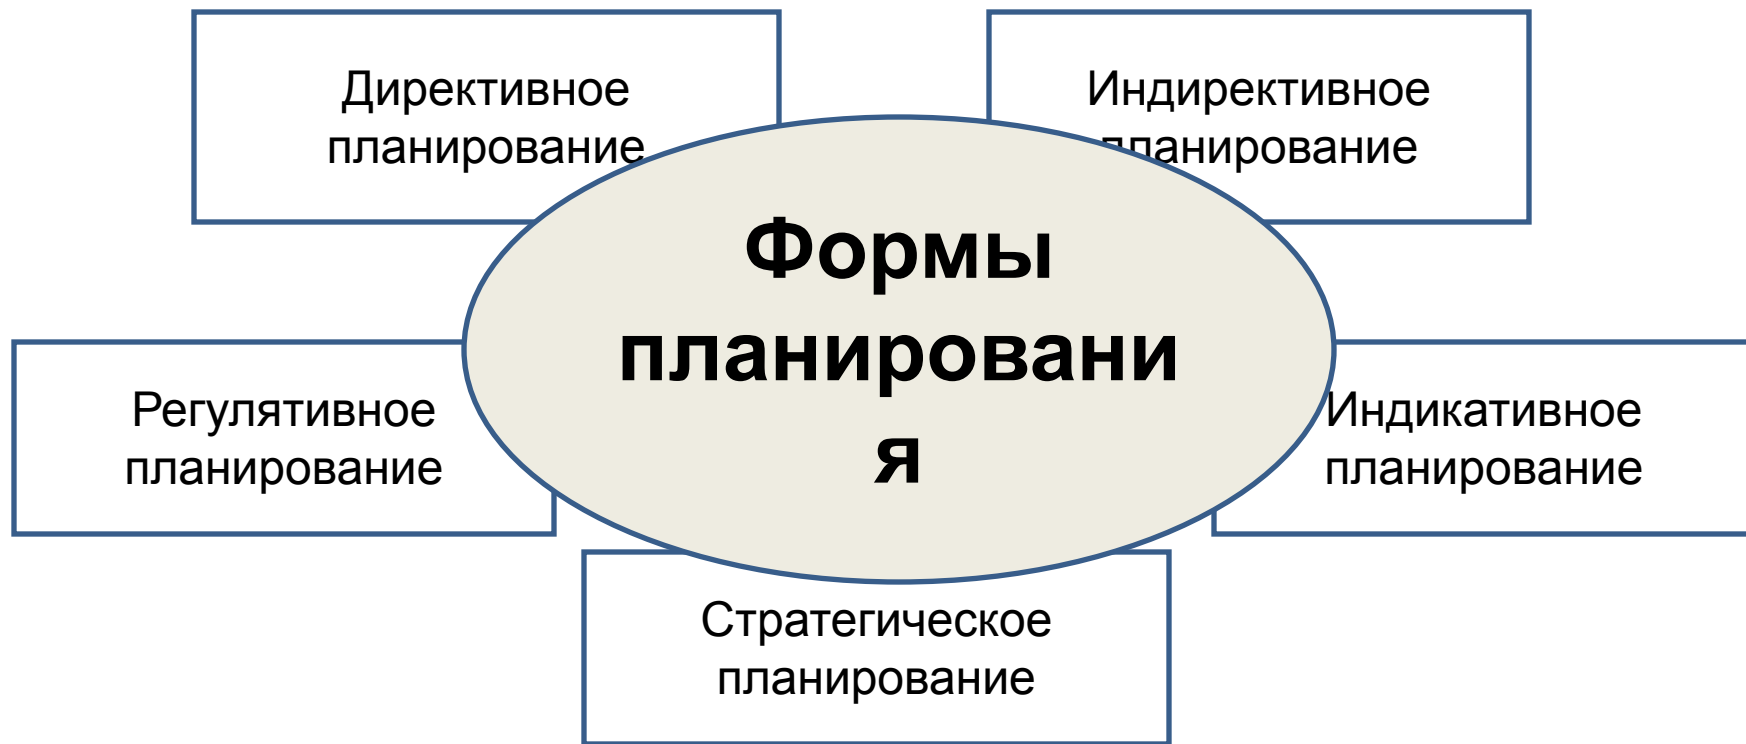 Директивное
планирование
Индирективное
планирование
Формы
планировани
я
Регулятивное
планирование
Индикативное
планирование
Стратегическое
планирование